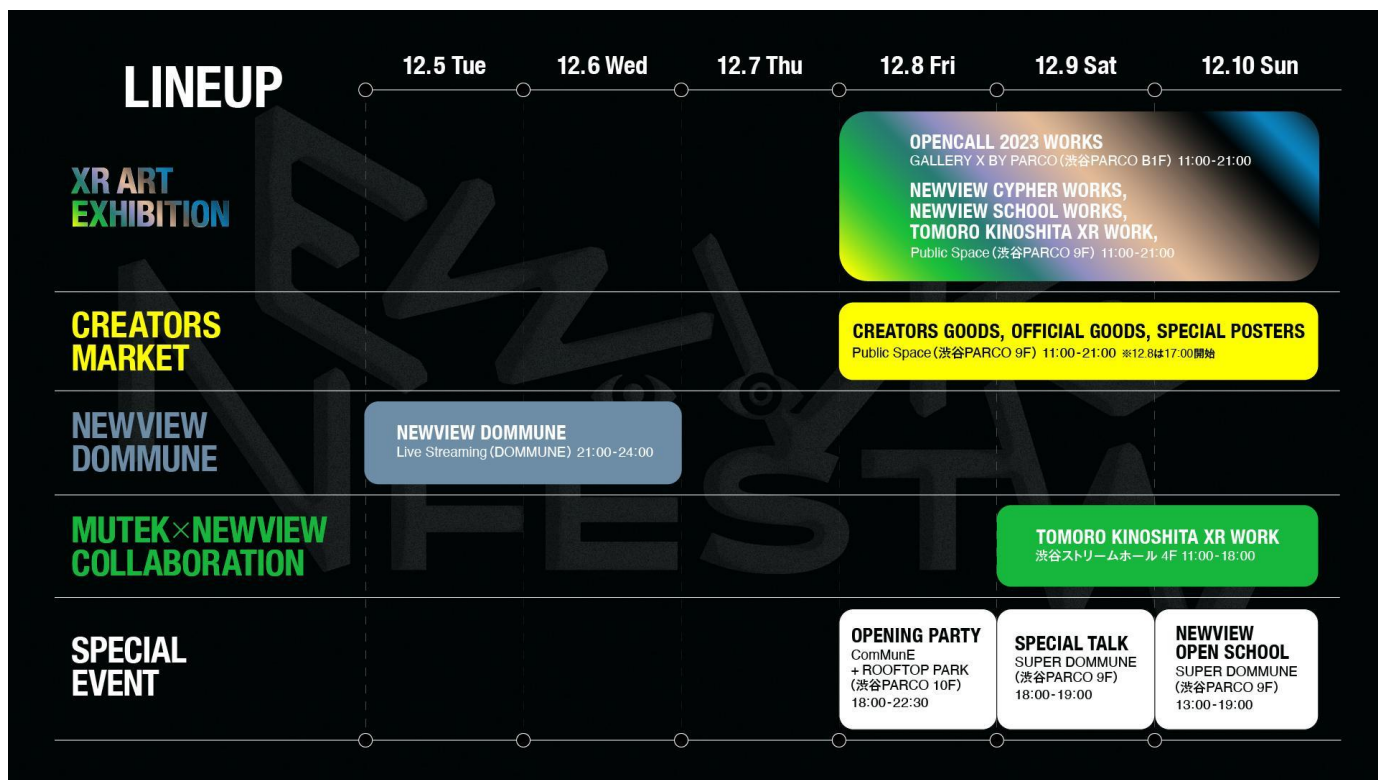 LINEUP
12.5 Tue
12.6 Wed
12.7 Thu
12.8 Fri
12.9 Sat
12.10 Sun
XR ART
EXHIBITION
OPENCALL 2023 WORKS
GALLERY X BY PARCO (渋谷PARCO B1F) 11:00-21:00
NEWVIEW CYPHER WORKS,
NEWVIEW SCHOOL WORKS,
TOMORO KINOSHITA XR WORK,
Public Space (渋谷PARCO 9F) 11:00-21:00
CREATORS
MARKET
CREATORS GOODS, OFFICIAL GOODS, SPECIAL POSTERS
Public Space (渋谷PARCO 9F) 11:00-21:00 ※12.8は17:00開始
NEWVIEW
DOMMUNE
NEWVIEW DOMMUNE
Live Streaming (DOMMUNE) 21:00-24:00
MUTEK×NEWVIEW
COLLABORATION
TOMORO KINOSHITA XR WORK
渋谷ストリームホール 4F 11:00-18:00
SPECIAL
EVENT
OPENING PARTY
ComMunE
+ ROOFTOP PARK
(渋谷PARCO 10F)
18:00-22:30
SPECIAL TALK
SUPER DOMMUNE
(渋谷PARCO 9F)
18:00-19:00
NEWVIEW
OPEN SCHOOL
SUPER DOMMUNE
(渋谷PARCO 9F)
13:00-19:00